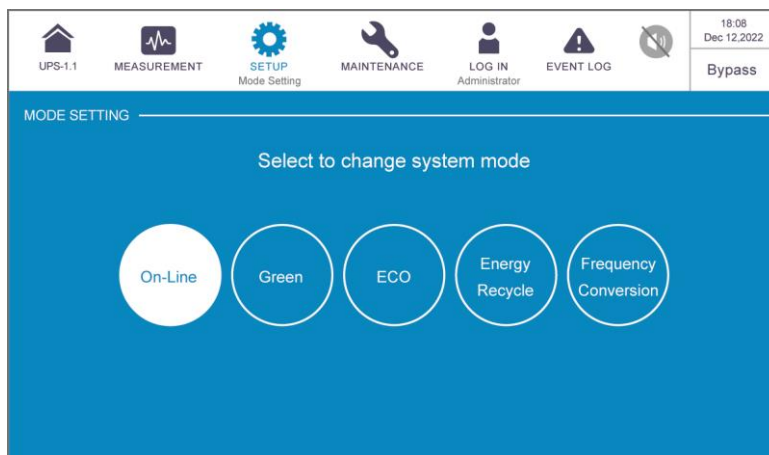 18:08
Dec 12,2022
UPS-1.1
MEASUREMENT
SETUP
Mode Setting
MAINTENANCE
LOG IN
Administrator
EVENT LOG
Bypass
MODE SETTING
Select to change system mode
On-Line
Green
ECO
Energy
Recycle
Frequency
Conversion